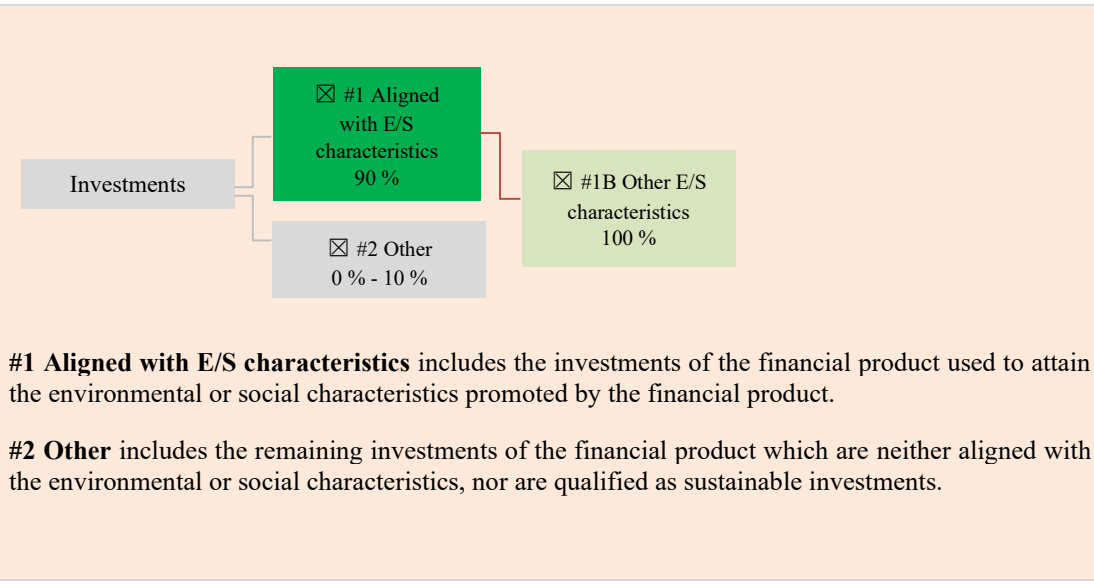 ☒ #1 Aligned
with E/S
characteristics
90 %
Investments
☒ #1B Other E/S
characteristics
100 %
☒ #2 Other
0 % - 10 %
#1 Aligned with E/S characteristics includes the investments of the financial product used to attain
the environmental or social characteristics promoted by the financial product.
#2 Other includes the remaining investments of the financial product which are neither aligned with
the environmental or social characteristics, nor are qualified as sustainable investments.